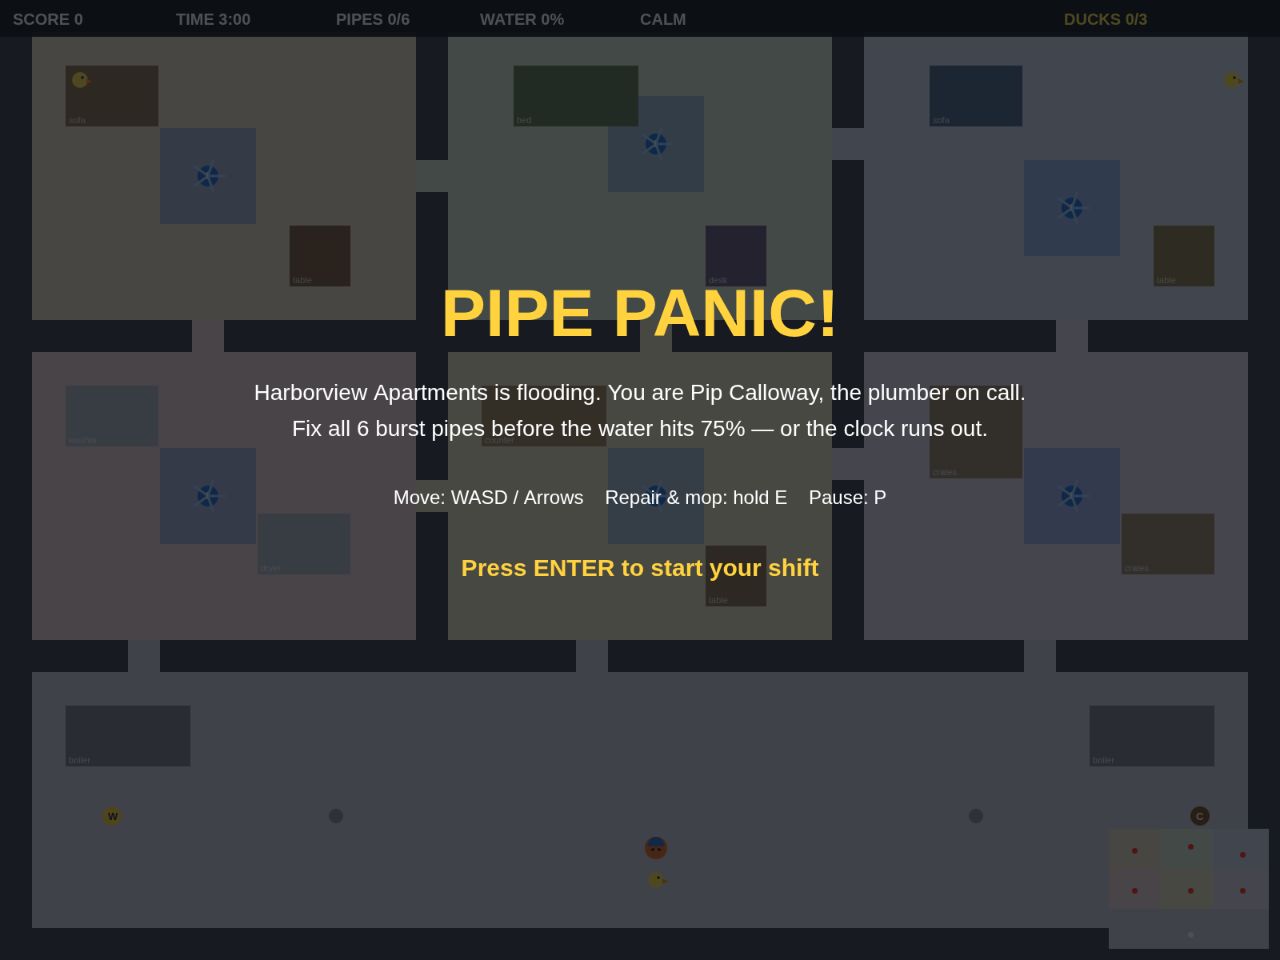 SCORE 0 TIME 3:00 PIPES 0/6 WATER 0% CALM DUCKS 0/3
sofa
bed
sofa
table
desk
table
PIPE PANIC!
Harborview Apartments is flooding. You are Pip Calloway, the plumber on call.
Fix all 6 burst pipes before the water hits 75% — or the clock runs out.
washer
counter
crates
Move: WASD / Arrows Repair & mop: hold E Pause: P
dryer
crates
Press ENTER to start your shift
table
boiler
boiler
W
C